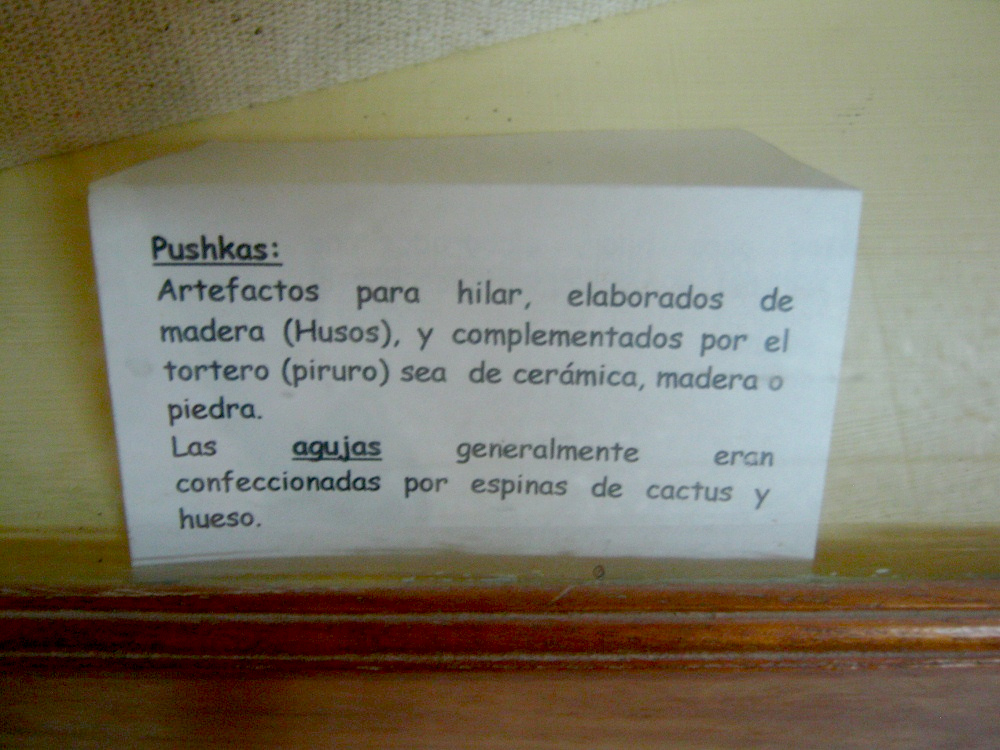 Pushkas:
Artefactos para hilar, elaborados de
madera (Husos), y complementados por el
tortero (piruro) sea de cerámica, madera o
piedra.
Las agujas generalmente eran
confeccionadas por espinas de cactus y
hueso.